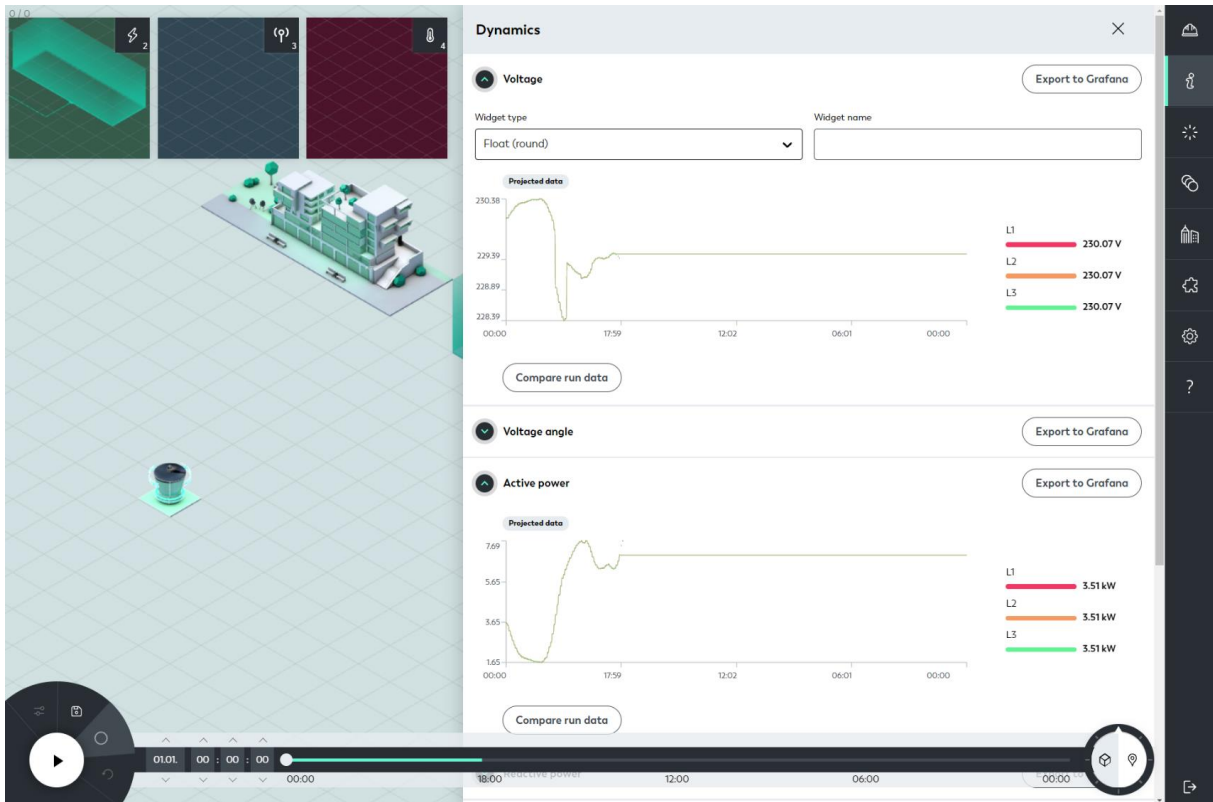 0 / 0
2
3
4
Dynamics
Voltage
Export to Grafana
Widget type
Widget name
Float (round)
Projected data
230.38
229.39
228.89
228.39
00:00
17:59
12:02
06:01
00:00
L1
230.07 V
L2
230.07 V
L3
230.07 V
Compare run data
Voltage angle
Export to Grafana
Active power
Export to Grafana
Projected data
7.69
5.65
3.65
1.65
00:00
17:59
12:02
06:01
00:00
L1
3.51 kW
L2
3.51 kW
L3
3.51 kW
Compare run data
?
01.01. 00 : 00 : 00
00:00
18:00
12:00
06:00
00:00
Reactive power